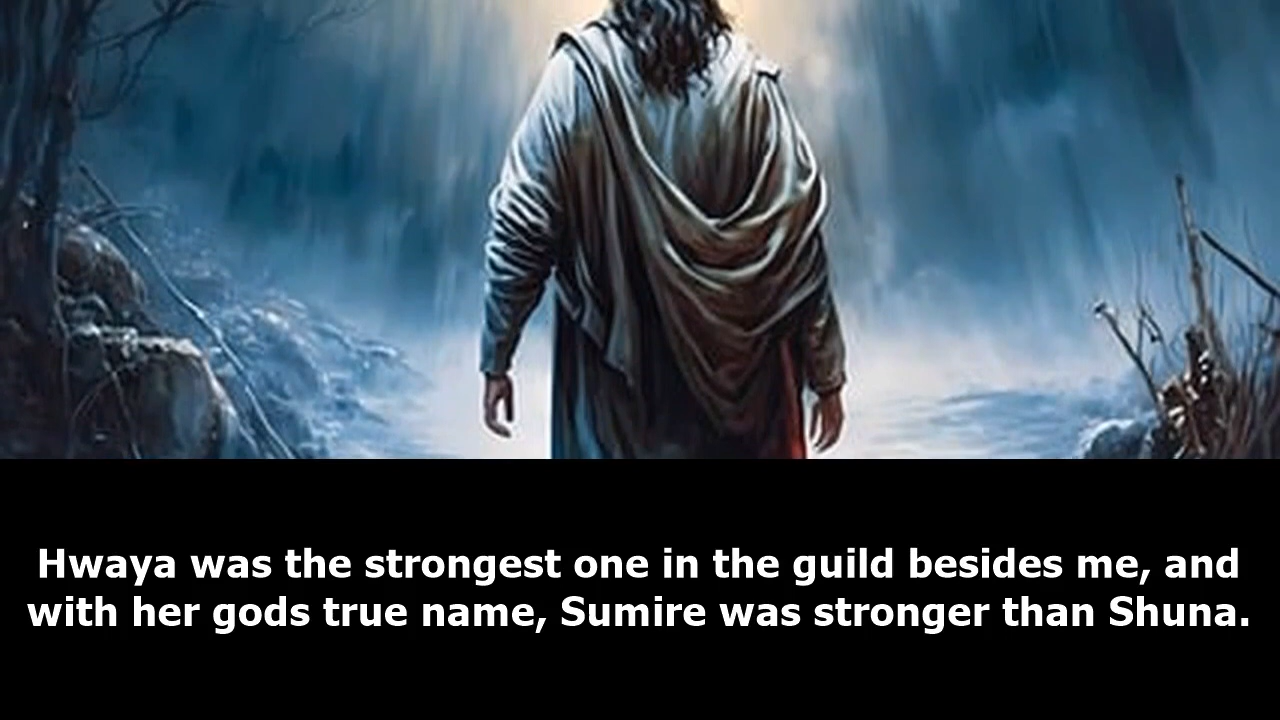 Hwaya was the strongest one in the guild besides me, and
with her gods true name, Sumire was stronger than Shuna.